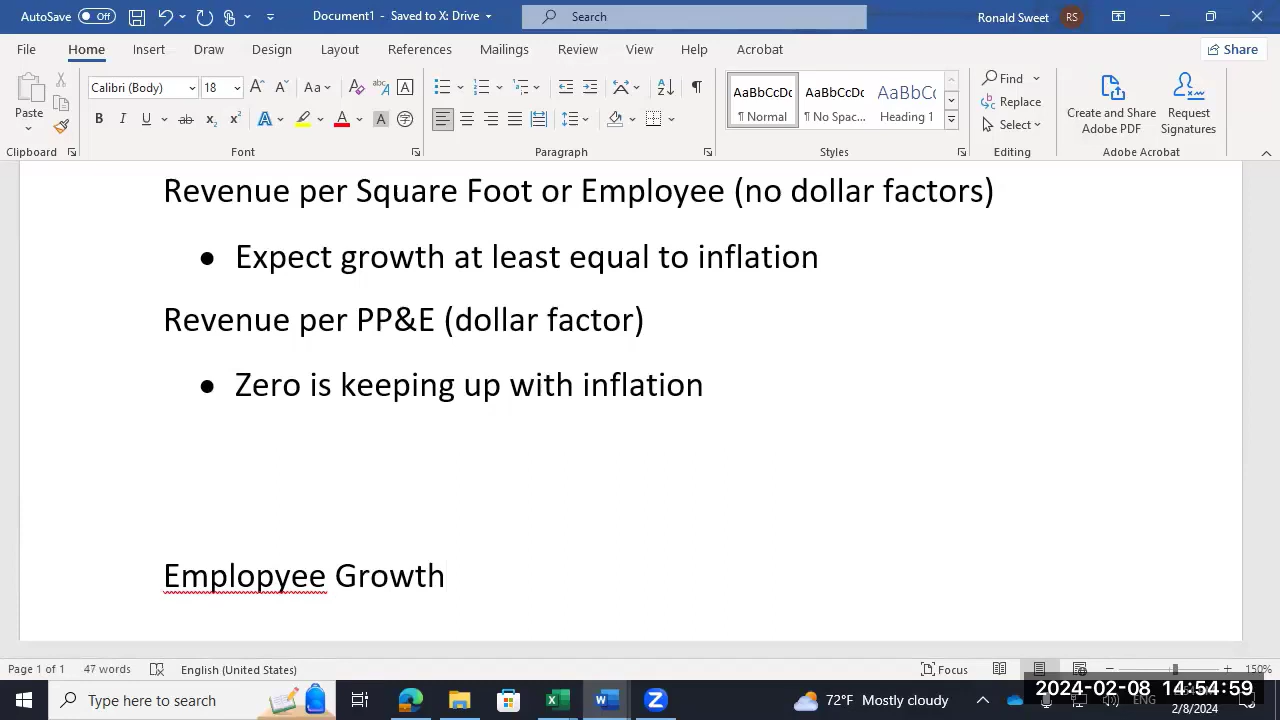 AutoSave Off Document1 - Saved to X: Drive Search Ronald Sweet RS
File Home Insert Draw Design Layout References Mailings Review View Help Acrobat Share
Paste Calibri (Body) 18 Aa AaBbCcDc AaBbCcDc AaBbCc Find Replace Select Create and Share Adobe PDF Request Signatures
B I U ab x₂ x² A A A ¶ Normal ¶ No Spac... Heading 1
Clipboard Font Paragraph Styles Editing Adobe Acrobat
Revenue per Square Foot or Employee (no dollar factors)
• Expect growth at least equal to inflation
Revenue per PP&E (dollar factor)
• Zero is keeping up with inflation
Emplopyee Growth
Page 1 of 1 47 words English (United States) Focus 150%
Type here to search 72°F Mostly cloudy ENG
2024-02-08 14:54:59
2/8/2024